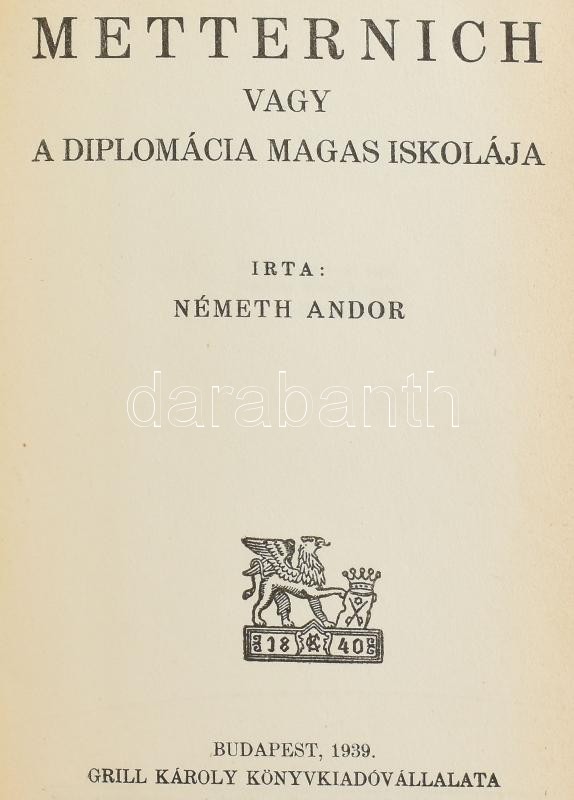 METTERNICH
VAGY
A DIPLOMÁCIA MAGAS ISKOLÁJA
IRTA:
NÉMETH ANDOR
darabanth
18 40
BUDAPEST, 1939.
GRILL KÁROLY KÖNYVKIADÓVÁLLALATA